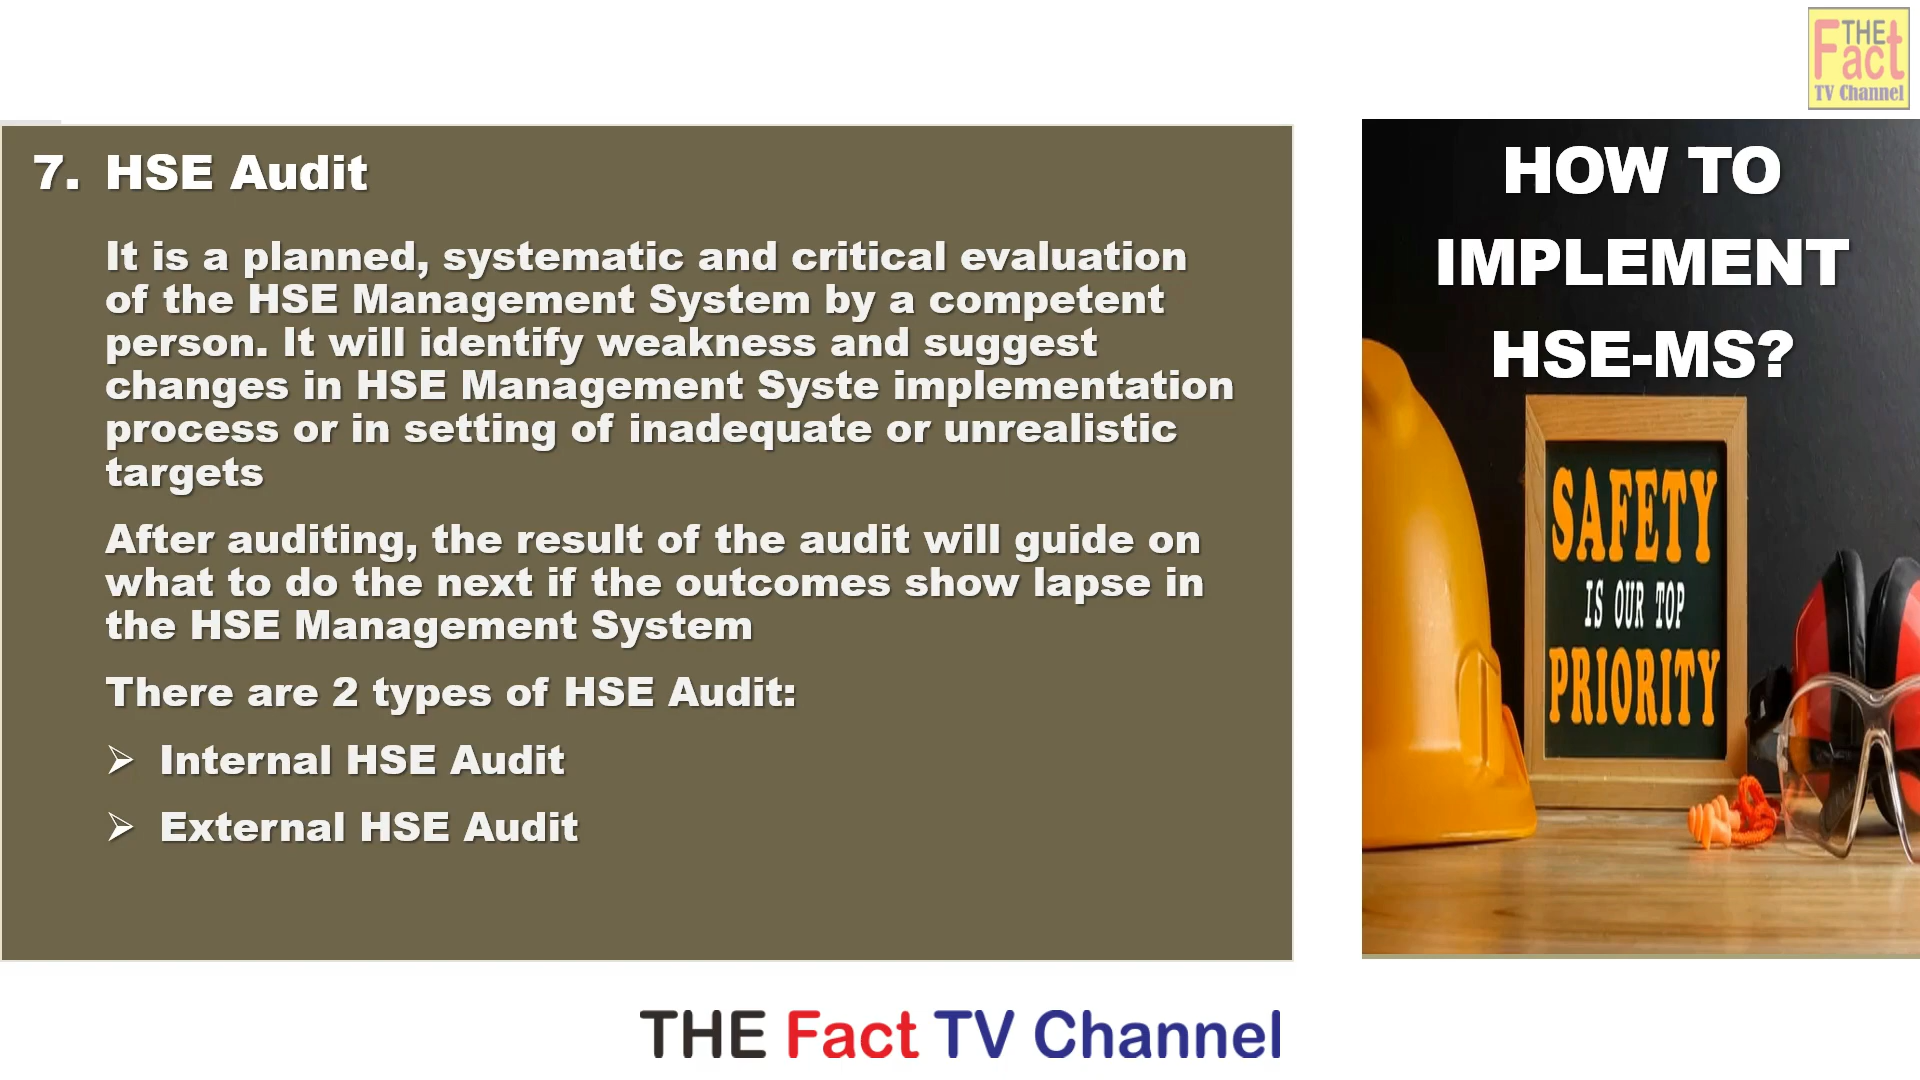 THE
Fact
TV Channel
7. HSE Audit
It is a planned, systematic and critical evaluation
of the HSE Management System by a competent
person. It will identify weakness and suggest
changes in HSE Management Syste implementation
process or in setting of inadequate or unrealistic
targets
After auditing, the result of the audit will guide on
what to do the next if the outcomes show lapse in
the HSE Management System
There are 2 types of HSE Audit:
➢ Internal HSE Audit
➢ External HSE Audit
HOW TO
IMPLEMENT
HSE-MS?
SAFETY
IS OUR TOP
PRIORITY
THE Fact TV Channel